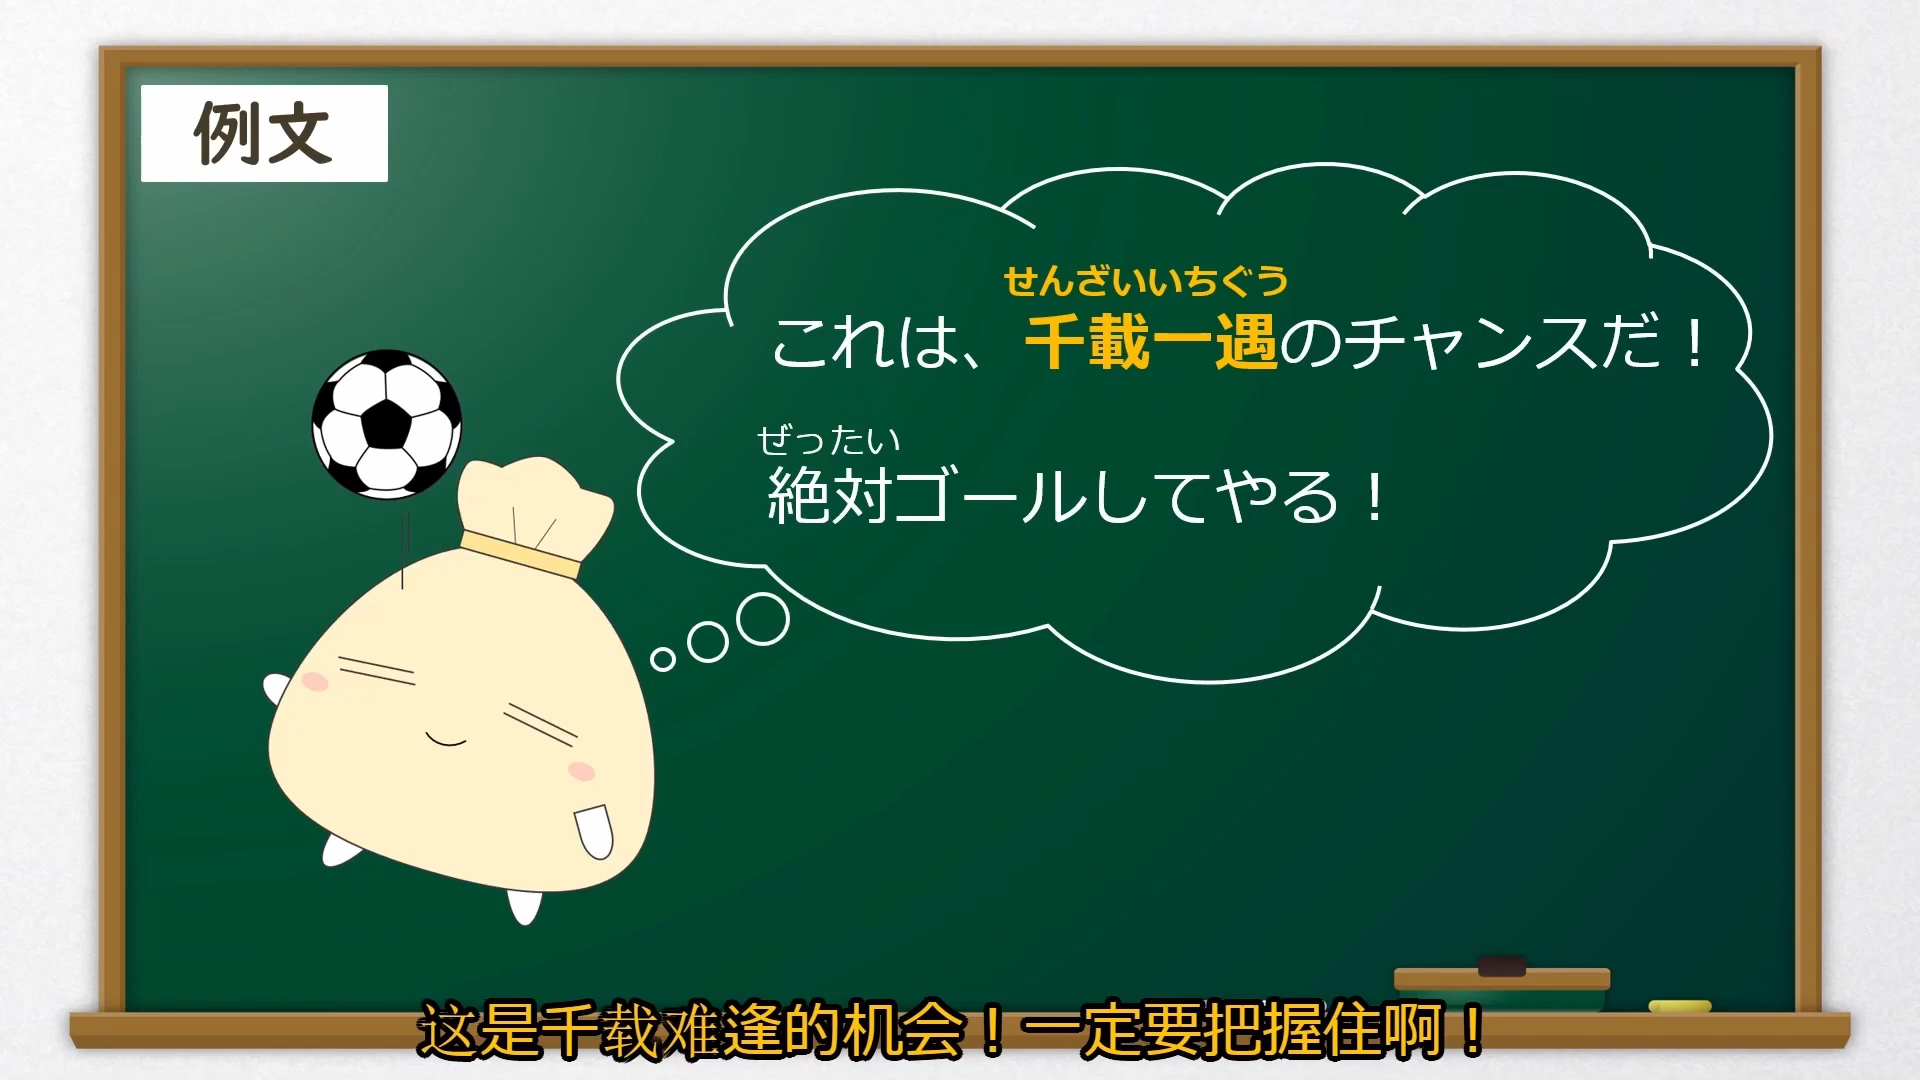 例文
せんざいいちぐう
これは、千載一遇のチャンスだ！
ぜったい
絶対ゴールしてやる！
这是千载难逢的机会！一定要把握住啊！